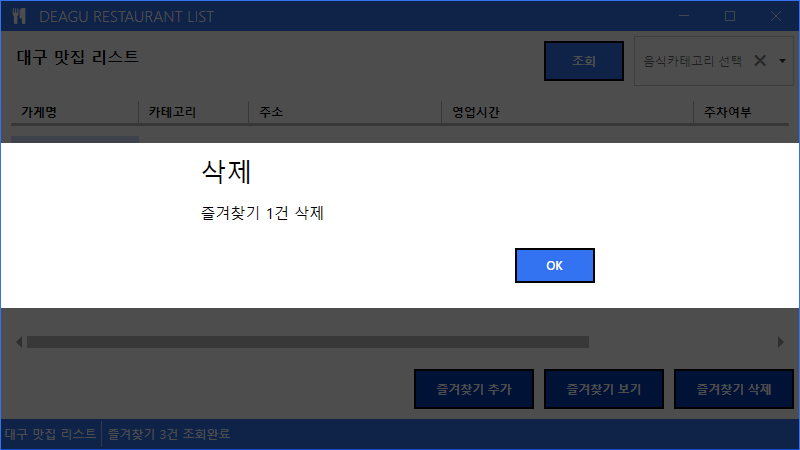 DEAGU RESTAURANT LIST
대구 맛집 리스트
조회
음식카테고리 선택
가게명 카테고리 주소 영업시간 주차여부
삭제
즐겨찾기 1건 삭제
OK
즐겨찾기 추가 즐겨찾기 보기 즐겨찾기 삭제
대구 맛집 리스트 즐겨찾기 3건 조회완료